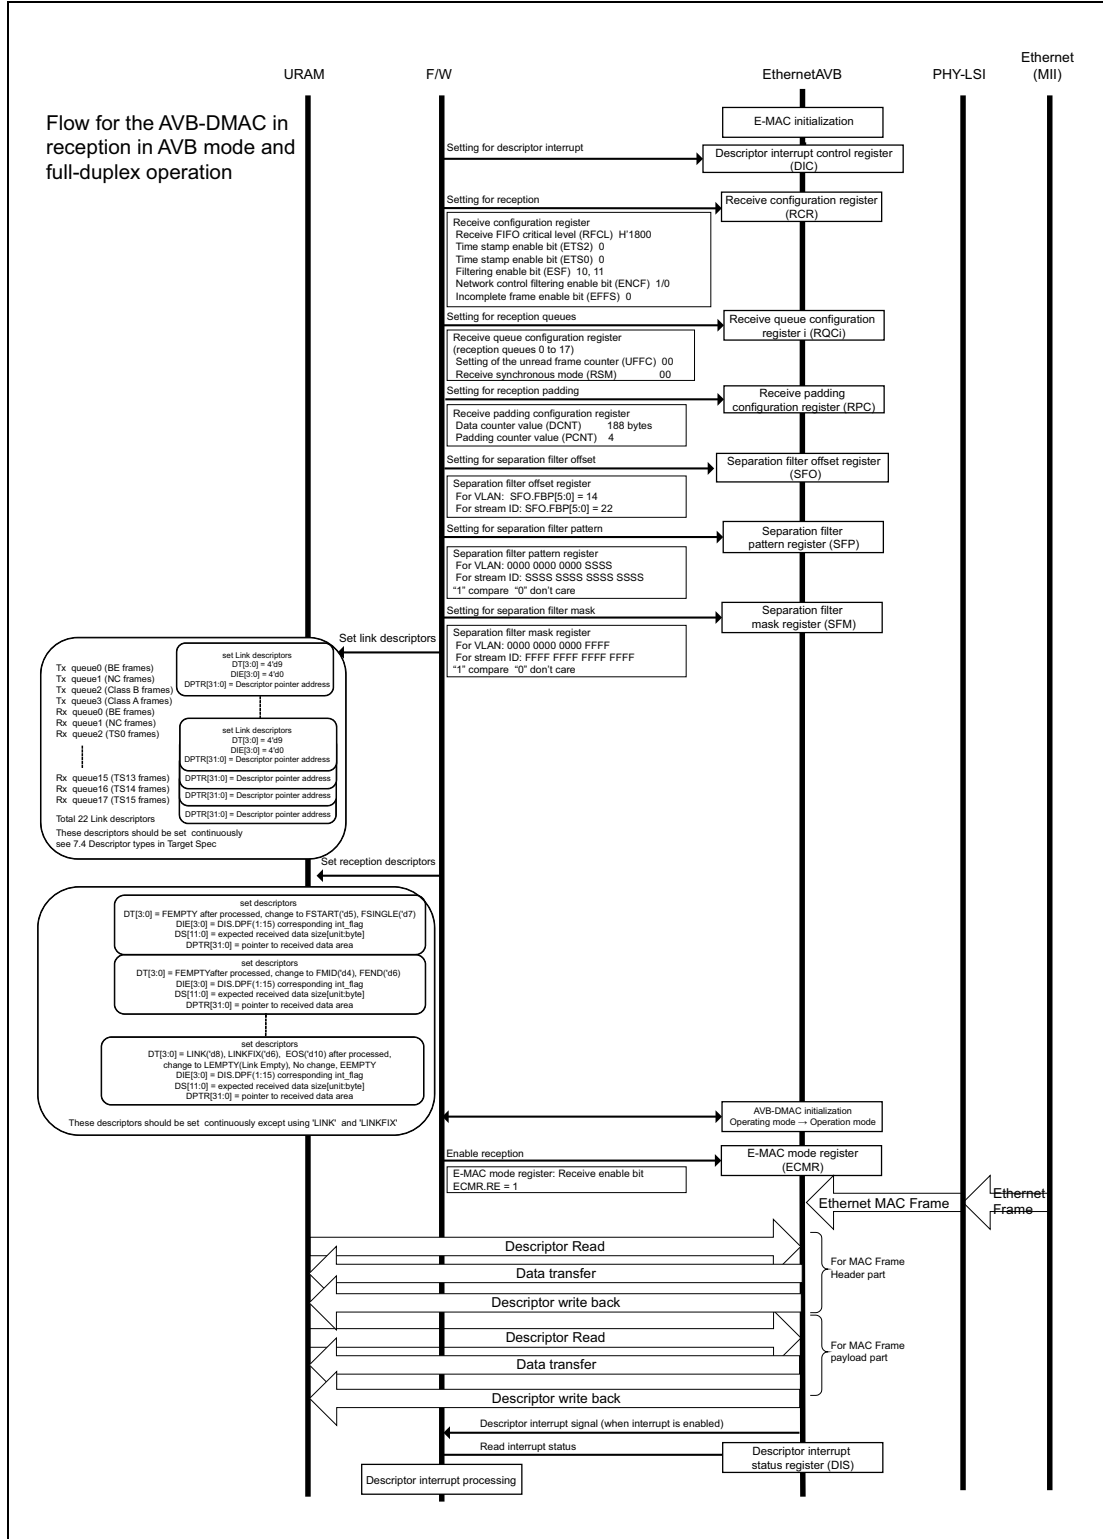 Ethernet
(MII)
URAM
F/W
EthernetAVB
PHY-LSI
Flow for the AVB-DMAC in
reception in AVB mode and
full-duplex operation
E-MAC initialization
Setting for descriptor interrupt
Descriptor interrupt control register
(DIC)
Setting for reception
Receive configuration register
(RCR)
Receive configuration register
Receive FIFO critical level (RFCL) H'1800
Time stamp enable bit (ETS2) 0
Time stamp enable bit (ETS0) 0
Filtering enable bit (ESF) 10, 11
Network control filtering enable bit (ENCF) 1/0
Incomplete frame enable bit (EFFS) 0
Setting for reception queues
Receive queue configuration
register i (RQCi)
Receive queue configuration register
(reception queues 0 to 17)
Setting of the unread frame counter (UFFC) 00
Receive synchronous mode (RSM) 00
Setting for reception padding
Receive padding
configuration register (RPC)
Receive padding configuration register
Data counter value (DCNT) 188 bytes
Padding counter value (PCNT) 4
Setting for separation filter offset
Separation filter offset register
(SFO)
Separation filter offset register
For VLAN: SFO.FBP[5:0] = 14
For stream ID: SFO.FBP[5:0] = 22
Setting for separation filter pattern
Separation filter
pattern register (SFP)
Separation filter pattern register
For VLAN: 0000 0000 0000 SSSS
For stream ID: SSSS SSSS SSSS SSSS
“1” compare “0” don't care
Setting for separation filter mask
Separation filter
mask register (SFM)
Separation filter mask register
For VLAN: 0000 0000 0000 FFFF
For stream ID: FFFF FFFF FFFF FFFF
“1” compare “0” don't care
Set link descriptors
Tx queue0 (BE frames)
Tx queue1 (NC frames)
Tx queue2 (Class B frames)
Tx queue3 (Class A frames)
Rx queue0 (BE frames)
Rx queue1 (NC frames)
Rx queue2 (TS0 frames)
Rx queue15 (TS13 frames)
Rx queue16 (TS14 frames)
Rx queue17 (TS15 frames)
Total 22 Link descriptors
These descriptors should be set continuously
see 7.4 Descriptor types in Target Spec
set Link descriptors
DT[3:0] = 4'd9
DIE[3:0] = 4'd0
DPTR[31:0] = Descriptor pointer address
set Link descriptors
DT[3:0] = 4'd9
DIE[3:0] = 4'd0
DPTR[31:0] = Descriptor pointer address
DPTR[31:0] = Descriptor pointer address
DPTR[31:0] = Descriptor pointer address
DPTR[31:0] = Descriptor pointer address
Set reception descriptors
set descriptors
DT[3:0] = FEMPTY after processed, change to FSTART('d5), FSINGLE('d7)
DIE[3:0] = DIS.DPF(1:15) corresponding int_flag
DS[11:0] = expected received data size[unit:byte]
DPTR[31:0] = pointer to received data area
set descriptors
DT[3:0] = FEMPTYafter processed, change to FMID('d4), FEND('d6)
DIE[3:0] = DIS.DPF(1:15) corresponding int_flag
DS[11:0] = expected received data size[unit:byte]
DPTR[31:0] = pointer to received data area
set descriptors
DT[3:0] = LINK('d8), LINKFIX('d6), EOS('d10) after processed,
change to LEMPTY(Link Empty), No change, EEMPTY
DIE[3:0] = DIS.DPF(1:15) corresponding int_flag
DS[11:0] = expected received data size[unit:byte]
DPTR[31:0] = pointer to received data area
These descriptors should be set continuously except using 'LINK' and 'LINKFIX'
AVB-DMAC initialization
Operating mode → Operation mode
Enable reception
E-MAC mode register
(ECMR)
E-MAC mode register: Receive enable bit
ECMR.RE = 1
Ethernet MAC Frame
Ethernet
Frame
Descriptor Read
Data transfer
Descriptor write back
For MAC Frame
Header part
Descriptor Read
Data transfer
Descriptor write back
For MAC Frame
payload part
Descriptor interrupt signal (when interrupt is enabled)
Read interrupt status
Descriptor interrupt
status register (DIS)
Descriptor interrupt processing